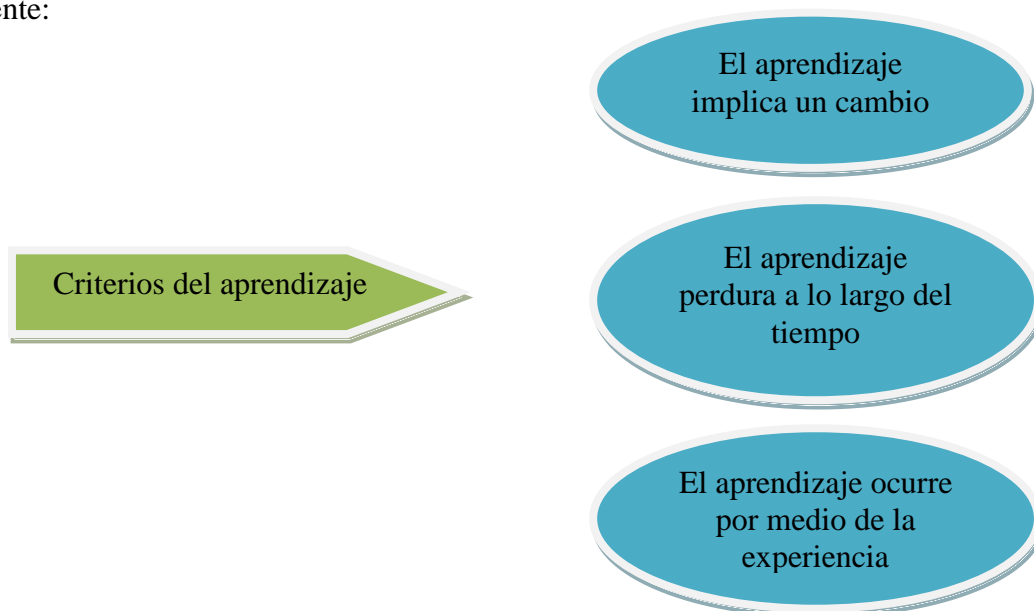 ente:
El aprendizaje
implica un cambio
Criterios del aprendizaje
El aprendizaje
perdura a lo largo del
tiempo
El aprendizaje ocurre
por medio de la
experiencia